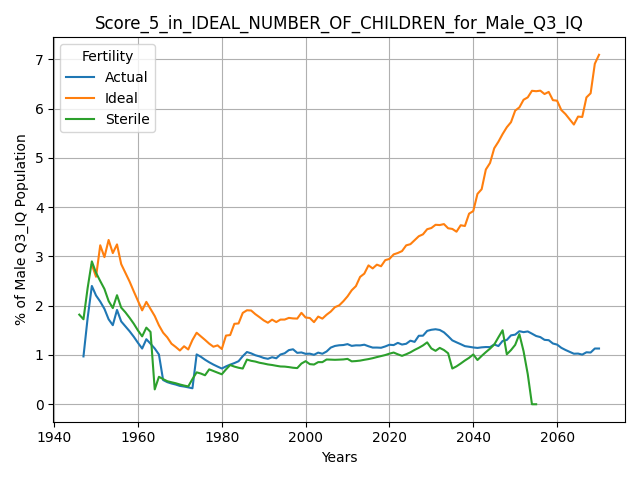 Score_5_in_IDEAL_NUMBER_OF_CHILDREN_for_Male_Q3_IQ
Fertility
Actual
Ideal
Sterile
% of Male Q3_IQ Population
7
6
5
4
3
2
1
0
1940 1960 1980 2000 2020 2040 2060
Years